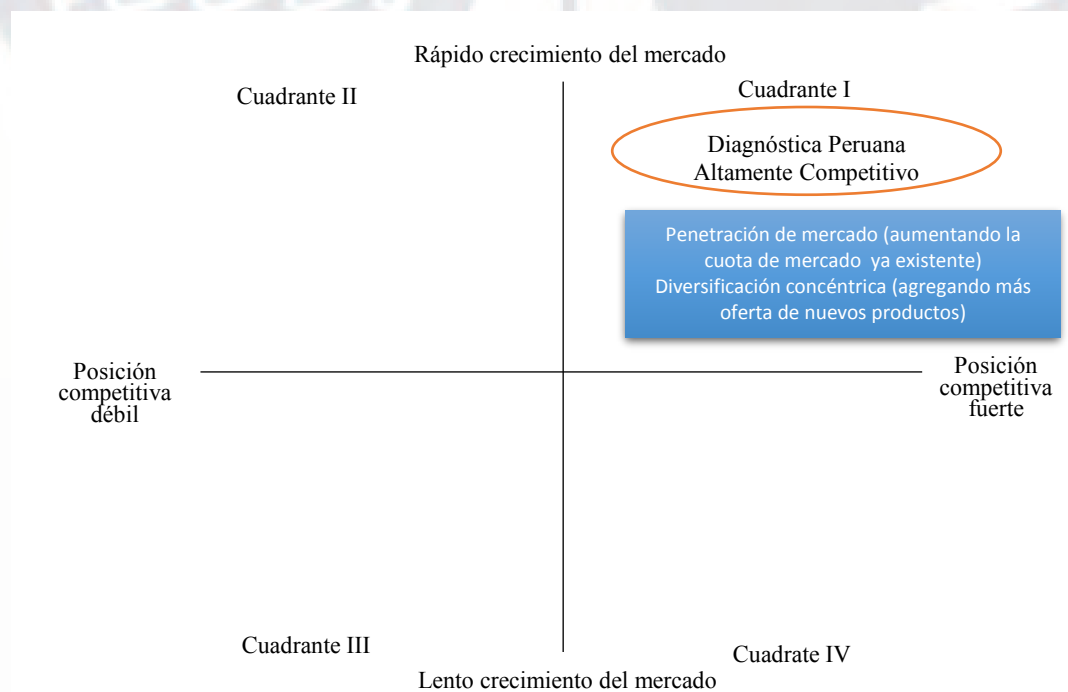 Rápido crecimiento del mercado
Cuadrante II
Cuadrante I
Diagnóstica Peruana
Altamente Competitivo
Penetración de mercado (aumentando la
cuota de mercado ya existente)
Diversificación concéntrica (agregando más
oferta de nuevos productos)
Posición
competitiva
débil
Posición
competitiva
fuerte
Cuadrante III
Cuadrate IV
Lento crecimiento del mercado